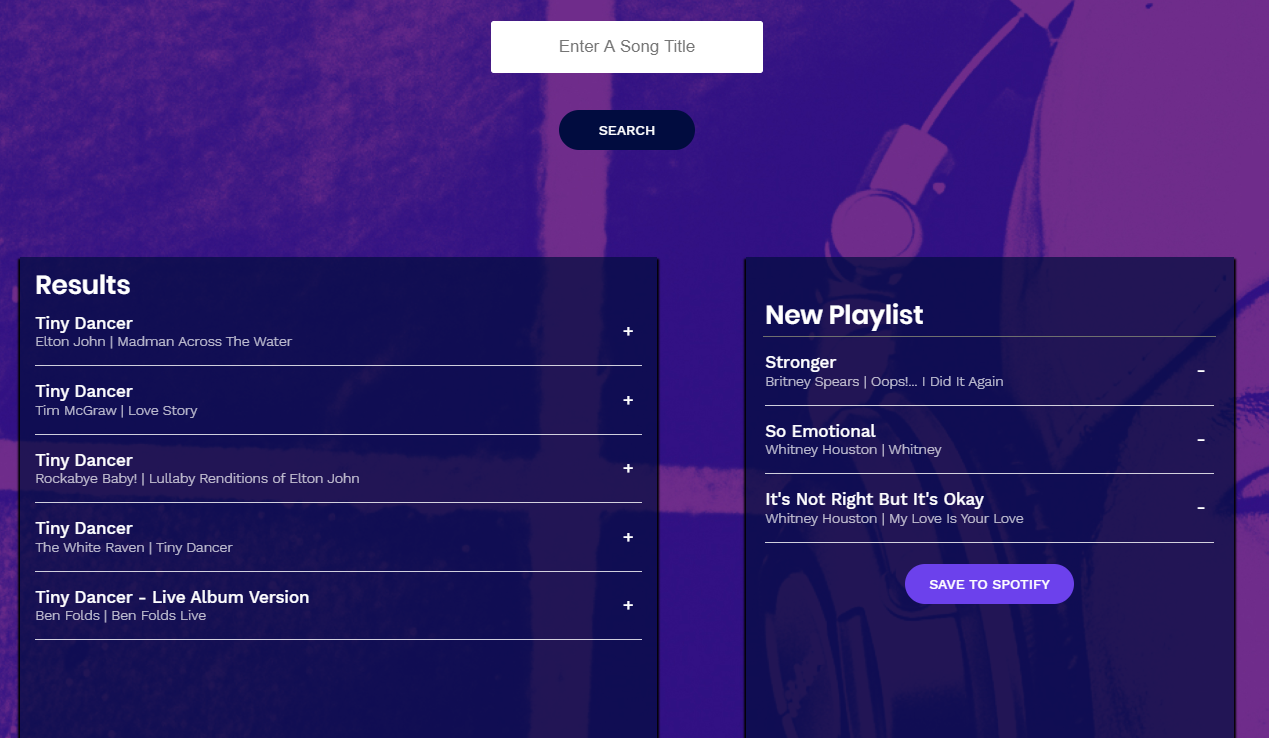 Enter A Song Title
SEARCH
Results
Tiny Dancer
Elton John | Madman Across The Water
+
Tiny Dancer
Tim McGraw | Love Story
+
Tiny Dancer
Rockabye Baby! | Lullaby Renditions of Elton John
+
Tiny Dancer
The White Raven | Tiny Dancer
+
Tiny Dancer - Live Album Version
Ben Folds | Ben Folds Live
+
New Playlist
Stronger
Britney Spears | Oops!... I Did It Again
-
So Emotional
Whitney Houston | Whitney
-
It's Not Right But It's Okay
Whitney Houston | My Love Is Your Love
-
SAVE TO SPOTIFY